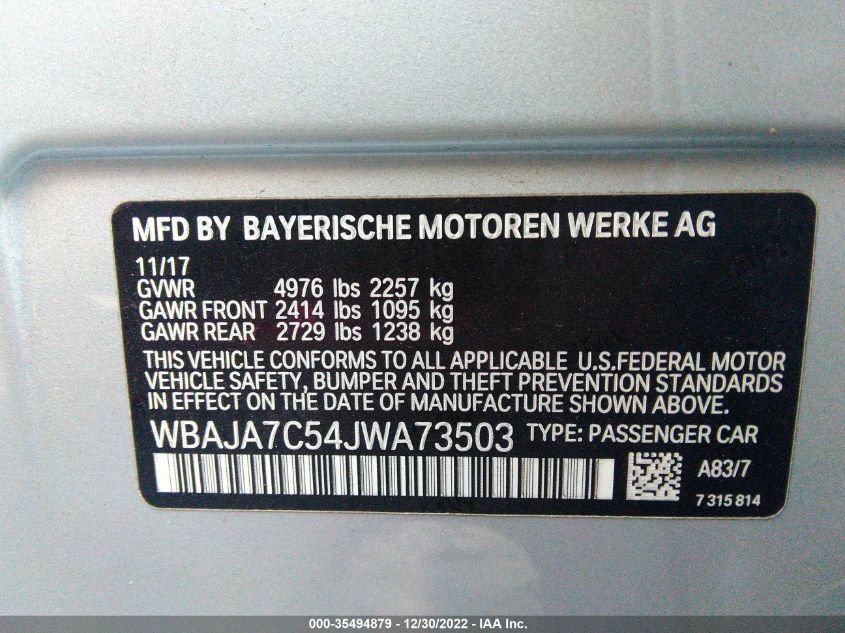 MFD BY BAYERISCHE MOTOREN WERKE AG
11/17
GVWR 4976 lbs 2257 kg
GAWR FRONT 2414 lbs 1095 kg
GAWR REAR 2729 lbs 1238 kg
THIS VEHICLE CONFORMS TO ALL APPLICABLE U.S.FEDERAL MOTOR
VEHICLE SAFETY, BUMPER AND THEFT PREVENTION STANDARDS
IN EFFECT ON THE DATE OF MANUFACTURE SHOWN ABOVE.
WBAJA7C54JWA73503 TYPE: PASSENGER CAR
A83/7
7 315 814
000-35494879 - 12/30/2022 - IAA Inc.